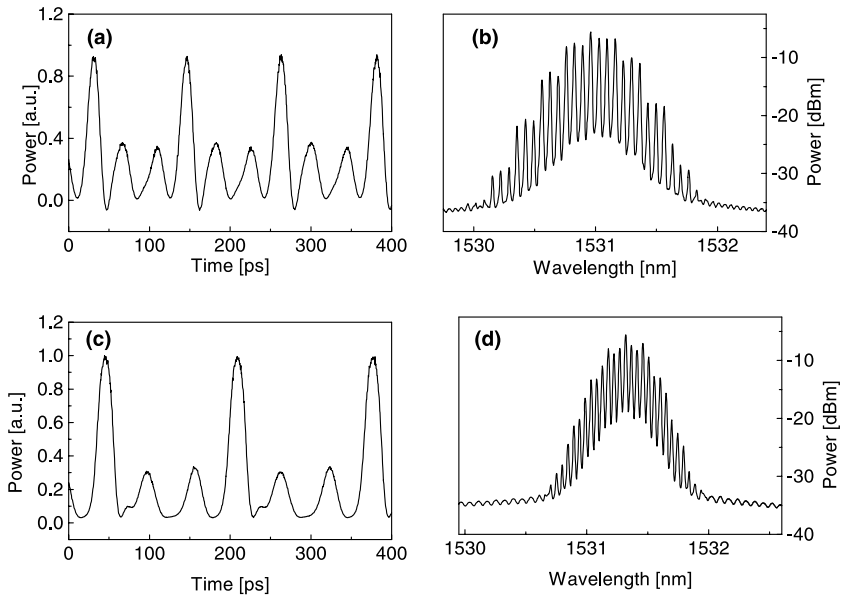 (a)
Power [a.u.]
1.2
0.8
0.4
0.0
0 100 200 300 400
Time [ps]
(b)
-10
-20
-30
-40
Power [dBm]
1530 1531 1532
Wavelength [nm]
(c)
Power [a.u.]
1.2
1.0
0.8
0.6
0.4
0.2
0.0
0 100 200 300 400
Time [ps]
(d)
-10
-20
-30
-40
Power [dBm]
1530 1531 1532
Wavelength [nm]